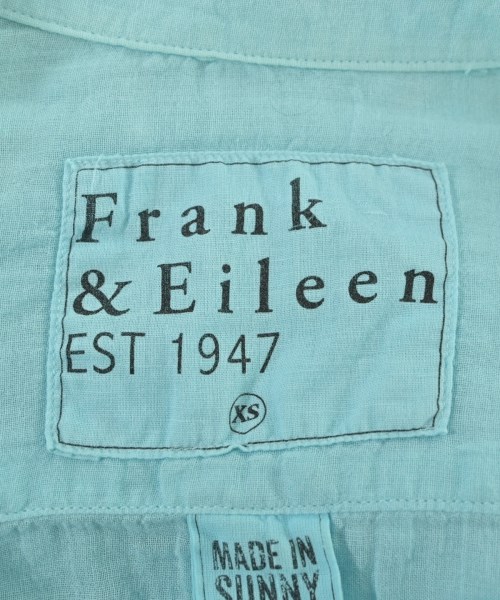 Frank
& Eileen
EST 1947
XS
MADE IN
SUNNY